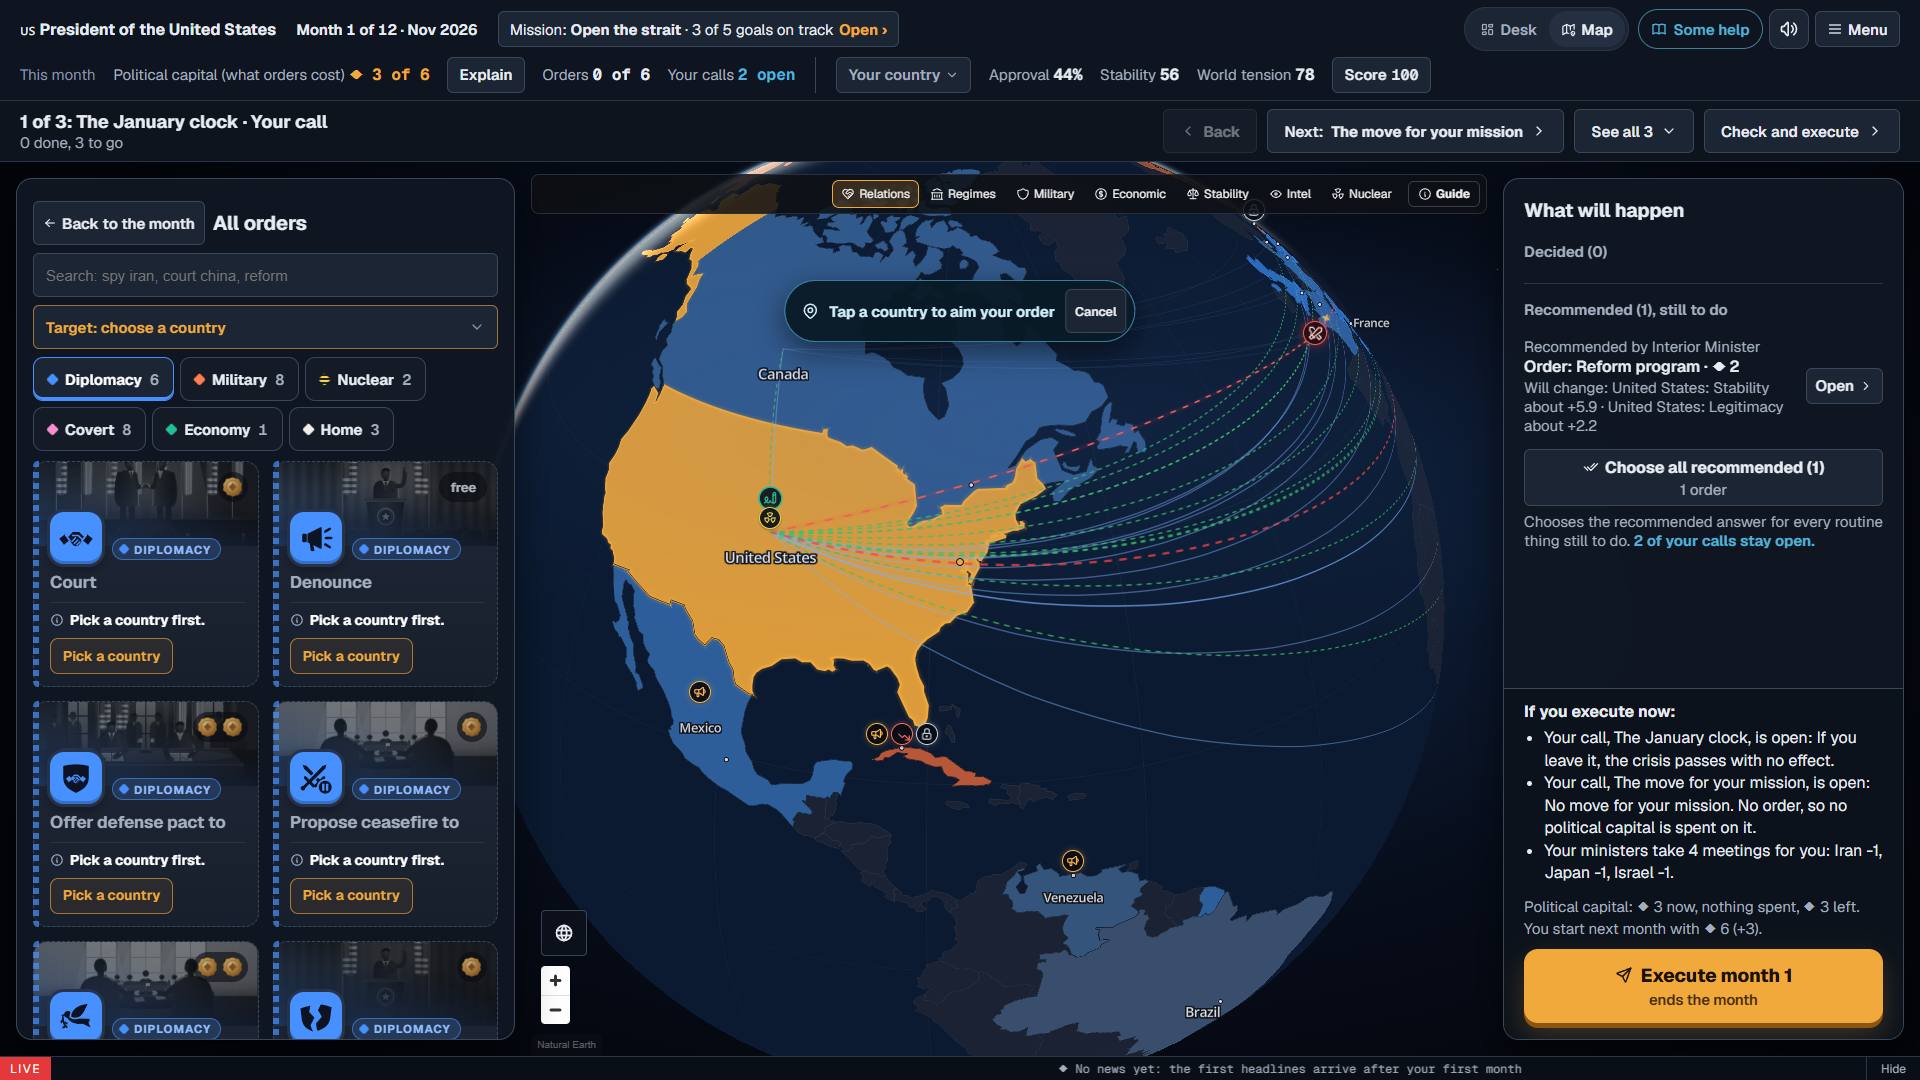 US President of the United States
Month 1 of 12 · Nov 2026
Mission: Open the strait · 3 of 5 goals on track Open ›
Desk
Map
Some help
Menu
This month
Political capital (what orders cost) 3 of 6
Explain
Orders 0 of 6
Your calls 2 open
Your country
Approval 44%
Stability 56
World tension 78
Score 100
1 of 3: The January clock · Your call
0 done, 3 to go
Back
Next: The move for your mission
See all 3
Check and execute
Back to the month
All orders
Search: spy iran, court china, reform
Target: choose a country
Diplomacy 6
Military 8
Nuclear 2
Covert 8
Economy 1
Home 3
DIPLOMACY
Court
Pick a country first.
Pick a country
free
DIPLOMACY
Denounce
Pick a country first.
Pick a country
DIPLOMACY
Offer defense pact to
Pick a country first.
Pick a country
DIPLOMACY
Propose ceasefire to
Pick a country first.
Pick a country
DIPLOMACY
DIPLOMACY
Relations
Regimes
Military
Economic
Stability
Intel
Nuclear
Guide
Tap a country to aim your order
Cancel
France
Canada
United States
Mexico
Venezuela
Brazil
+
−
Natural Earth
What will happen
Decided (0)
Recommended (1), still to do
Recommended by Interior Minister
Order: Reform program · 2
Will change: United States: Stability
about +5.9 · United States: Legitimacy
about +2.2
Open
Choose all recommended (1)
1 order
Chooses the recommended answer for every routine
thing still to do. 2 of your calls stay open.
If you execute now:
• Your call, The January clock, is open: If you
leave it, the crisis passes with no effect.
• Your call, The move for your mission, is open:
No move for your mission. No order, so no
political capital is spent on it.
• Your ministers take 4 meetings for you: Iran -1,
Japan -1, Israel -1.
Political capital: 3 now, nothing spent, 3 left.
You start next month with 6 (+3).
Execute month 1
ends the month
LIVE
No news yet: the first headlines arrive after your first month
Hide